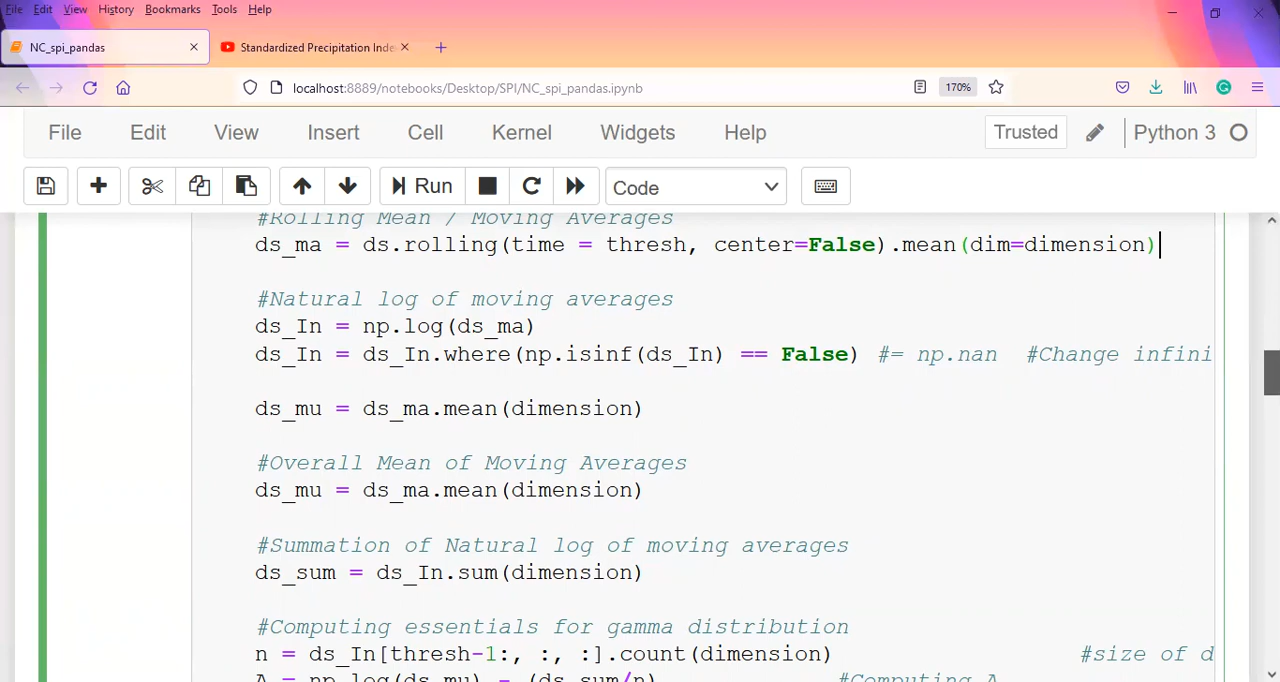 File Edit View History Bookmarks Tools Help
NC_spi_pandas Standardized Precipitation Inde
localhost:8889/notebooks/Desktop/SPI/NC_spi_pandas.ipynb 170%
File Edit View Insert Cell Kernel Widgets Help Trusted Python 3
Run Code
#Rolling Mean / Moving Averages
ds_ma = ds.rolling(time = thresh, center=False).mean(dim=dimension)
#Natural log of moving averages
ds_In = np.log(ds_ma)
ds_In = ds_In.where(np.isinf(ds_In) == False) #= np.nan #Change infini
ds_mu = ds_ma.mean(dimension)
#Overall Mean of Moving Averages
ds_mu = ds_ma.mean(dimension)
#Summation of Natural log of moving averages
ds_sum = ds_In.sum(dimension)
#Computing essentials for gamma distribution
n = ds_In[thresh-1:, :, :].count(dimension) #size of d
A = np.log(ds_mu) - (ds_sum/n) #Computing A